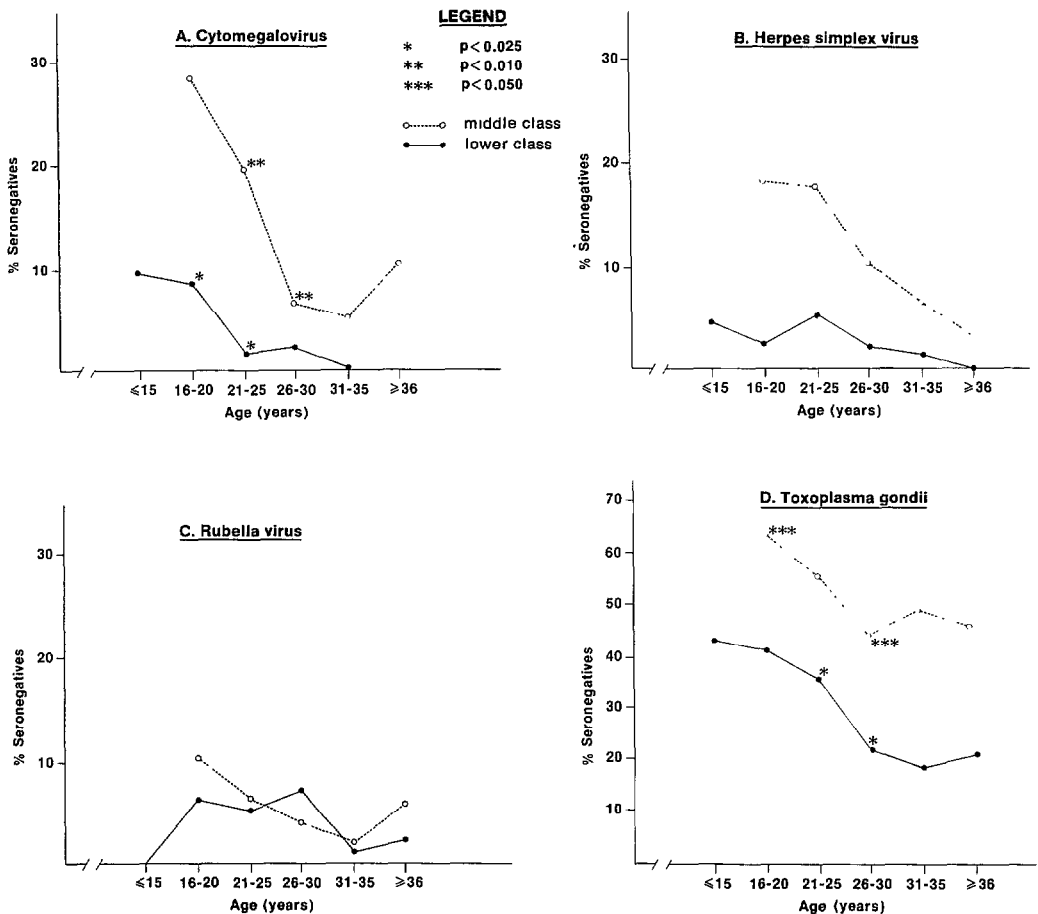 LEGEND
* p<0.025
** p<0.010
*** p<0.050
middle class
lower class
A. Cytomegalovirus
% Seronegatives
30
20
10
**
*
**
*
⩽15 16-20 21-25 26-30 31-35 ⩾36
Age (years)
B. Herpes simplex virus
% Seronegatives
30
20
10
⩽15 16-20 21-25 26-30 31-35 ⩾36
Age (years)
C. Rubella virus
% Seronegatives
30
20
10
⩽15 16-20 21-25 26-30 31-35 ⩾36
Age (years)
D. Toxoplasma gondii
% Seronegatives
70
60
50
40
30
20
10
***
***
*
*
⩽15 16-20 21-25 26-30 31-35 ⩾36
Age (years)